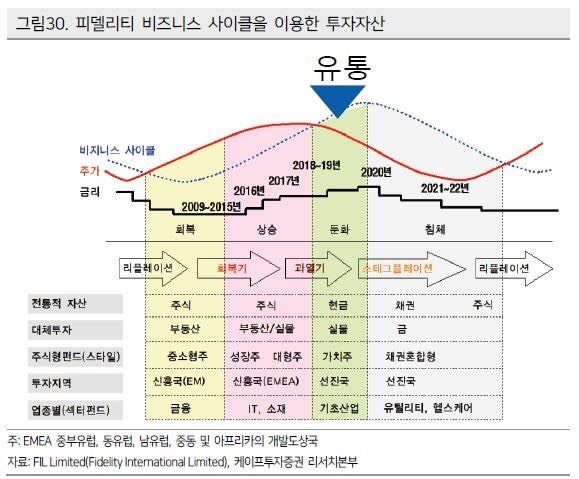 그림30. 피델리티 비즈니스 사이클을 이용한 투자자산
유통
비지니스 사이클
주가
금리
2009~2015년
2016년
2017년
2018~19년
2020년
2021~22년
회복 상승 둔화 침체
리플레이션 회복기 과열기 스테그플레이션 리플레이션
전통적 자산 주식 주식 현금 채권 주식
대체투자 부동산 부동산/실물 실물 금
주식형펀드(스타일) 중소형주 성장주 대형주 가치주 채권혼합형
투자지역 신흥국(EM) 신흥국(EMEA) 선진국 선진국
업종별(섹터펀드) 금융 IT, 소재 기초산업 유틸리티, 헬스케어
주: EMEA 중부유럽, 동유럽, 남유럽, 중동 및 아프리카의 개발도상국
자료: FIL Limited(Fidelity International Limited), 케이프투자증권 리서치본부